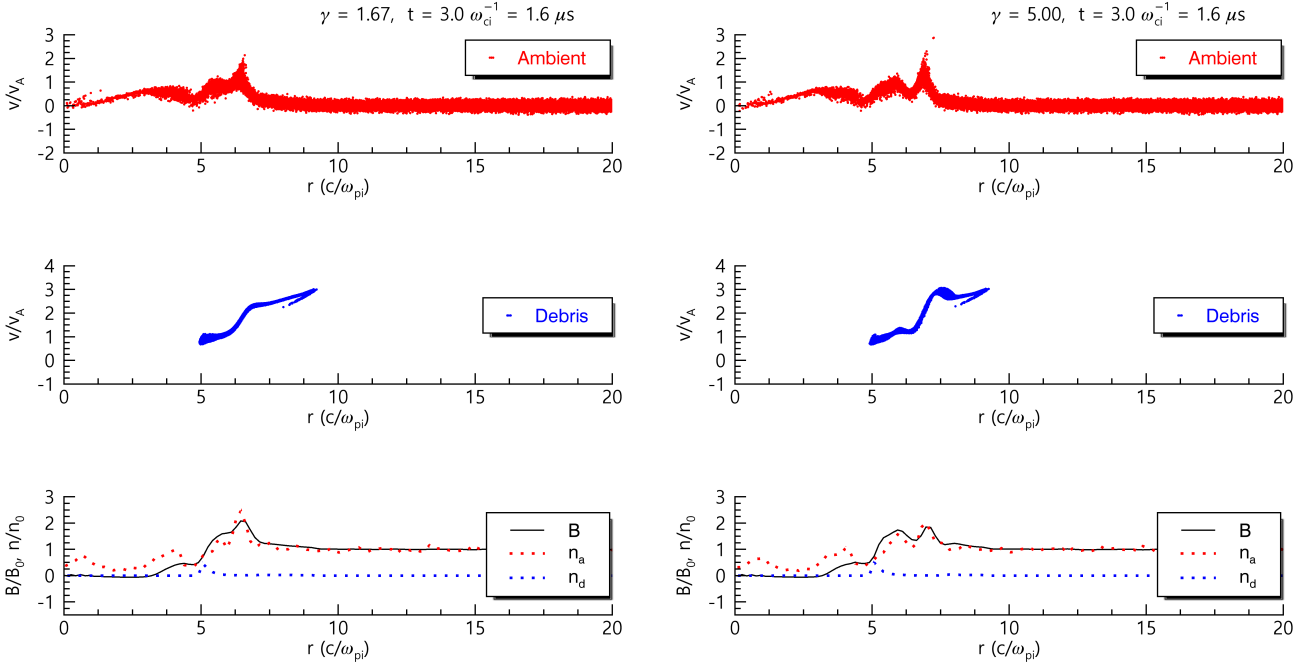 γ = 1.67, t = 3.0 ω_ci^-1 = 1.6 μs
3
2
1
0
-1
-2
v/v_A
Ambient
0 5 10 15 20
r (c/ω_pi)
4
3
2
1
0
-1
v/v_A
Debris
0 5 10 15 20
r (c/ω_pi)
3
2
1
0
-1
B/B_0, n/n_0
B
n_a
n_d
0 5 10 15 20
r (c/ω_pi)
γ = 5.00, t = 3.0 ω_ci^-1 = 1.6 μs
3
2
1
0
-1
-2
v/v_A
Ambient
0 5 10 15 20
r (c/ω_pi)
4
3
2
1
0
-1
v/v_A
Debris
0 5 10 15 20
r (c/ω_pi)
3
2
1
0
-1
B/B_0, n/n_0
B
n_a
n_d
0 5 10 15 20
r (c/ω_pi)